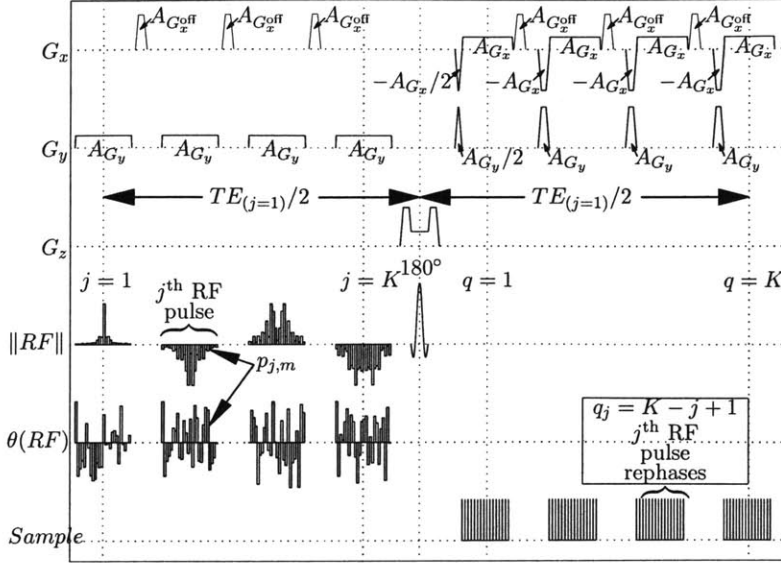 A_{G_x^{off}} A_{G_x^{off}} A_{G_x^{off}} A_{G_x^{off}} A_{G_x^{off}} A_{G_x^{off}}
G_x A_{G_x} A_{G_x} A_{G_x} A_{G_x}
-A_{G_x}/2 -A_{G_x} -A_{G_x} -A_{G_x}
G_y A_{G_y} A_{G_y} A_{G_y} A_{G_y} A_{G_y}/2 A_{G_y} A_{G_y} A_{G_y}
TE_{(j=1)}/2 TE_{(j=1)}/2
G_z
j = 1 j = K 180° q = 1 q = K
j^{th} RF
pulse
||RF|| p_{j,m}
θ(RF)
q_j = K − j + 1
j^{th} RF
pulse
rephases
Sample